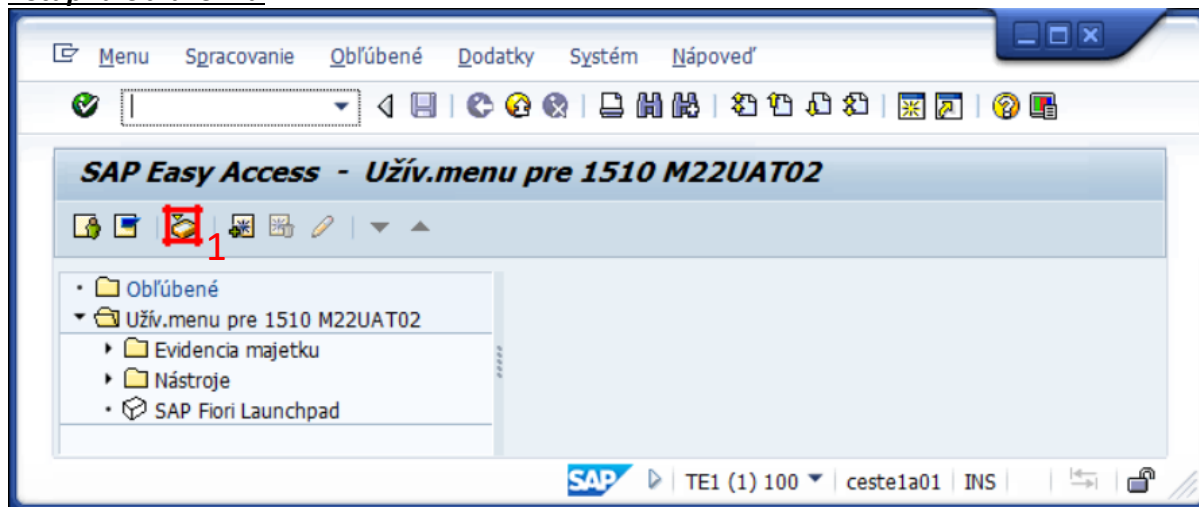 Menu Spracovanie Obľúbené Dodatky Systém Nápoveď
SAP Easy Access - Užív.menu pre 1510 M22UAT02
1
Obľúbené
Užív.menu pre 1510 M22UAT02
Evidencia majetku
Nástroje
SAP Fiori Launchpad
SAP TE1 (1) 100 ceste1a01 INS